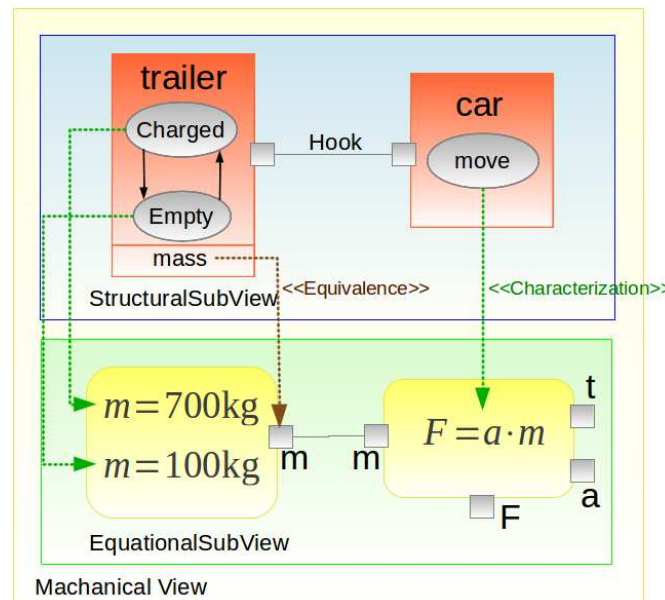 trailer
car
Charged
Hook
move
Empty
mass
<<Equivalence>>
<<Characterization>>
StructuralSubView
m=700kg
t
F=a·m
m
m
m=100kg
a
F
EquationalSubView
Machanical View